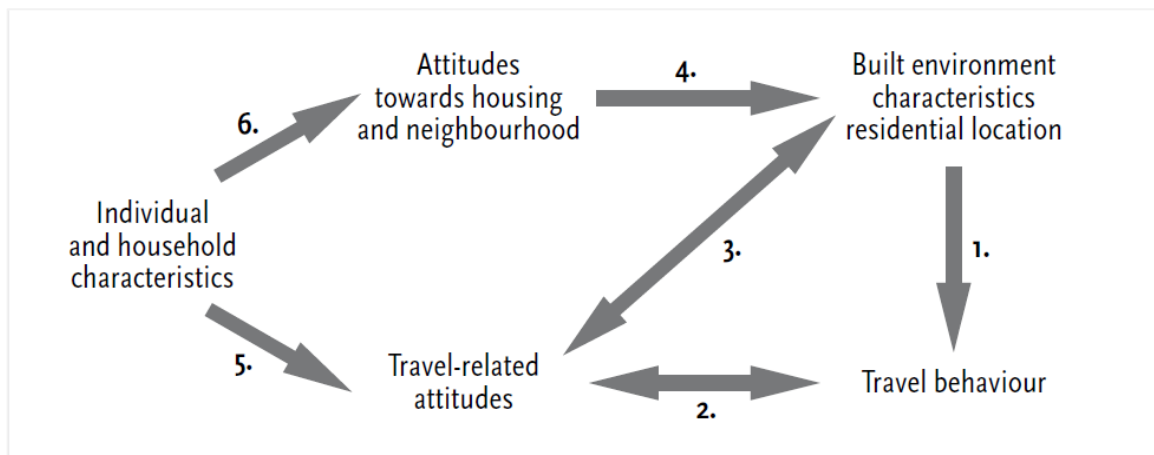 Attitudes
towards housing
and neighbourhood
4.
Built environment
characteristics
residential location
6.
Individual
and household
characteristics
3.
1.
5.
Travel-related
attitudes
2.
Travel behaviour